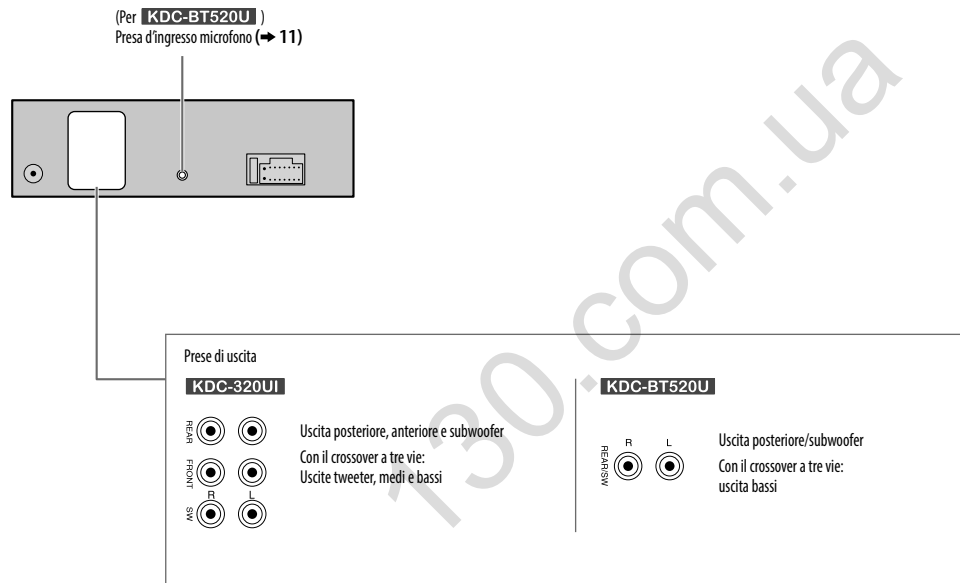 (Per KDC-BT520U )
Presa d'ingresso microfono (➜ 11)
Prese di uscita
KDC-320UI
REAR
FRONT
R L
SW
Uscita posteriore, anteriore e subwoofer
Con il crossover a tre vie:
Uscite tweeter, medi e bassi
KDC-BT520U
R L
REAR/SW
Uscita posteriore/subwoofer
Con il crossover a tre vie:
uscita bassi
130.com.ua